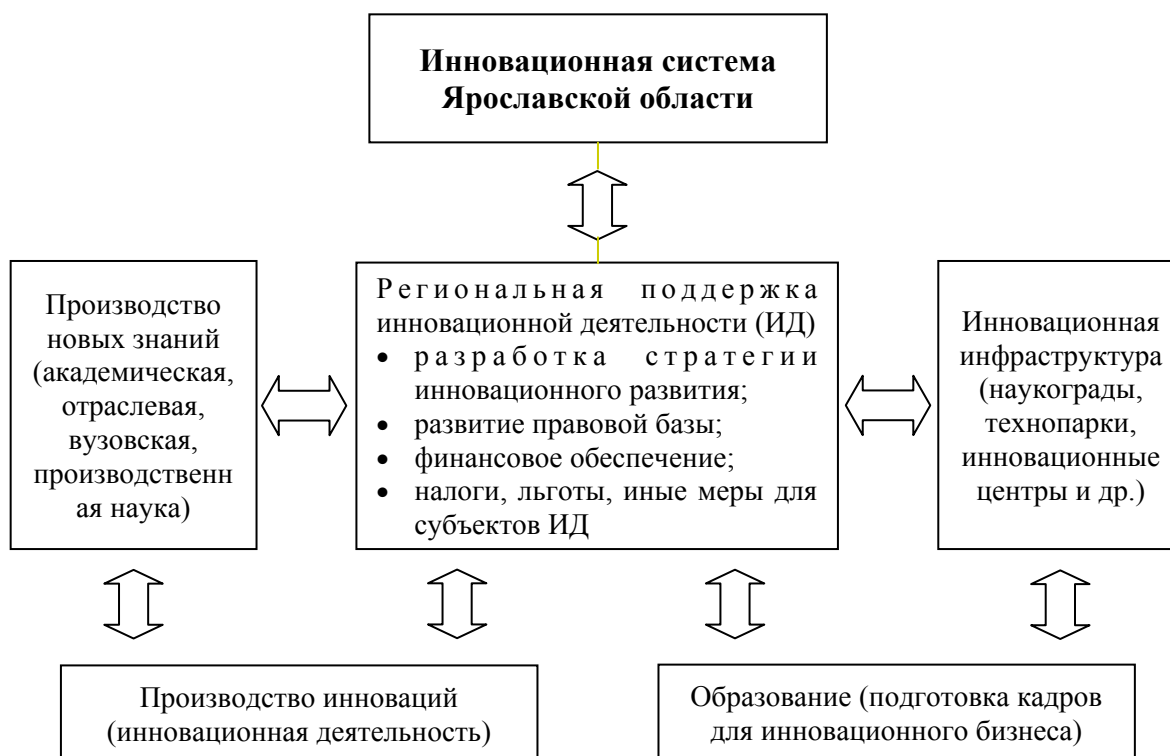 Инновационная система
Ярославской области
Производство
новых знаний
(академическая,
отраслевая,
вузовская,
производственн
ая наука)
Региональная поддержка
инновационной деятельности (ИД)
• разработка стратегии
инновационного развития;
• развитие правовой базы;
• финансовое обеспечение;
• налоги, льготы, иные меры для
субъектов ИД
Инновационная
инфраструктура
(наукограды,
технопарки,
инновационные
центры и др.)
Производство инноваций
(инновационная деятельность)
Образование (подготовка кадров
для инновационного бизнеса)